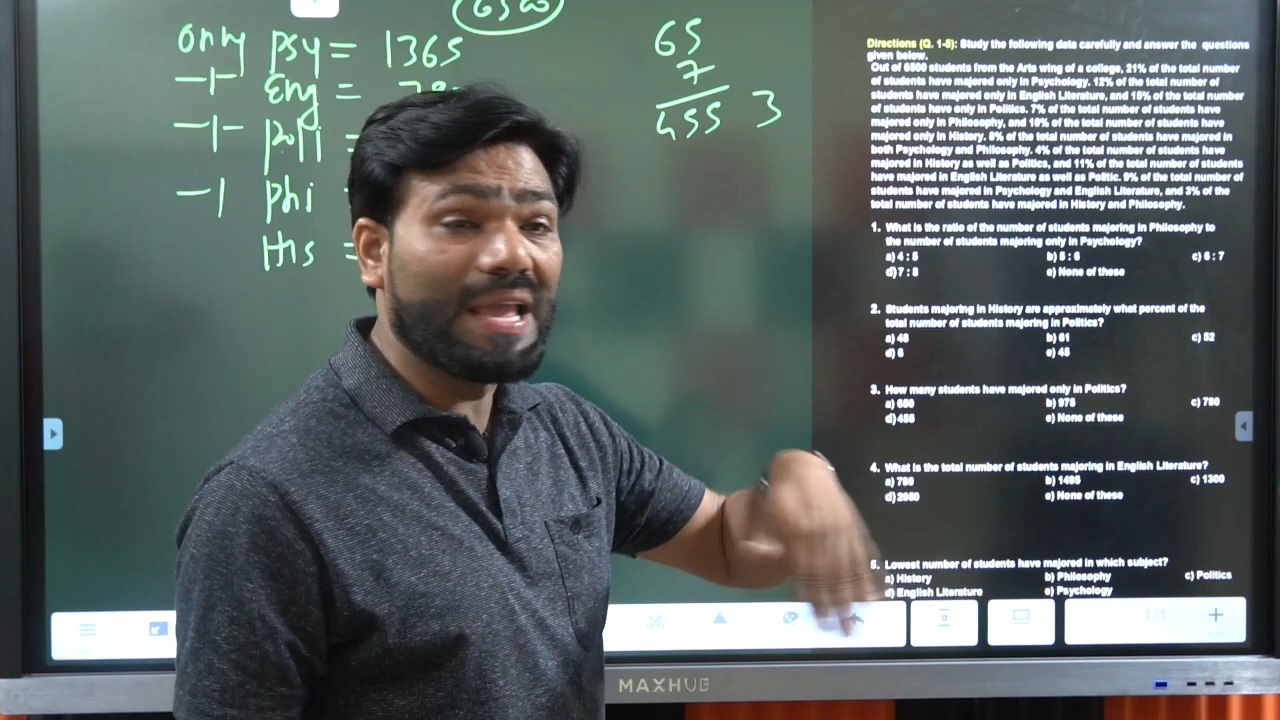 6500
only psy = 1365
-1- Eng = 78
-1- poli =
-1 phi
His =
65
7
455 3
Directions (Q. 1-5): Study the following data carefully and answer the questions
given below.
Out of 6500 students from the Arts wing of a college, 21% of the total number
of students have majored only in Psychology. 12% of the total number of
students have majored only in English Literature, and 15% of the total number
of students have only in Politics. 7% of the total number of students have
majored only in Philosophy, and 10% of the total number of students have
majored only in History. 8% of the total number of students have majored in
both Psychology and Philosophy. 4% of the total number of students have
majored in History as well as Politics, and 11% of the total number of students
have majored in English Literature as well as Politic. 9% of the total number of
students have majored in Psychology and English Literature, and 3% of the
total number of students have majored in History and Philosophy.
1. What is the ratio of the number of students majoring in Philosophy to
the number of students majoring only in Psychology?
a) 4 : 5 b) 5 : 6 c) 6 : 7
d) 7 : 8 e) None of these
2. Students majoring in History are approximately what percent of the
total number of students majoring in Politics?
a) 48 b) 61 c) 52
d) 6 e) 45
3. How many students have majored only in Politics?
a) 650 b) 975 c) 780
d) 455 e) None of these
4. What is the total number of students majoring in English Literature?
a) 780 b) 1495 c) 1300
d) 2080 e) None of these
5. Lowest number of students have majored in which subject?
a) History b) Philosophy c) Politics
d) English Literature e) Psychology
1/1
MAXHUB